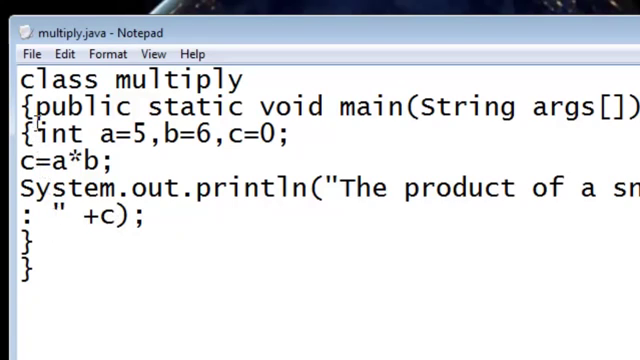 multiply.java - Notepad
File Edit Format View Help
class multiply
{public static void main(String args[])
{int a=5,b=6,c=0;
c=a*b;
System.out.println("The product of a
: " +c);
}
}